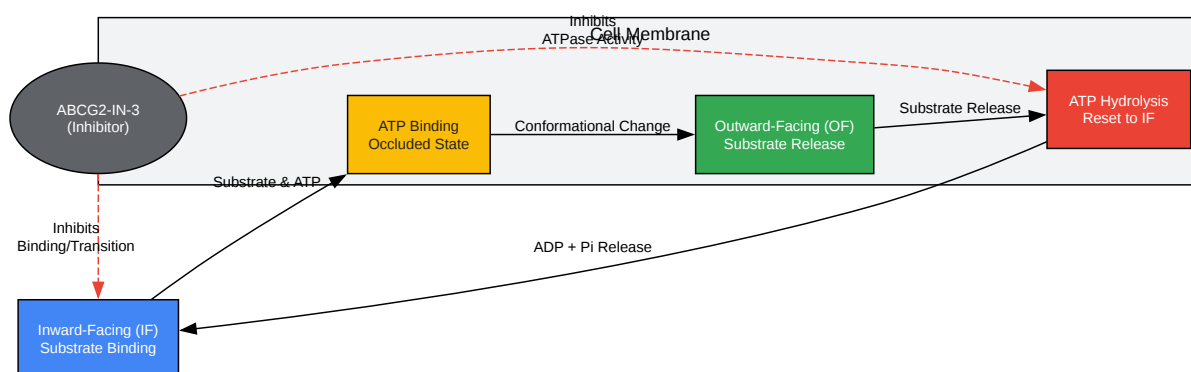 Inhibits
ATPase Activity
Cell Membrane
ABCG2-IN-3
(Inhibitor)
ATP Binding
Occluded State
Conformational Change
Outward-Facing (OF)
Substrate Release
Substrate Release
ATP Hydrolysis
Reset to IF
Substrate & ATP
Inhibits
Binding/Transition
ADP + Pi Release
Inward-Facing (IF)
Substrate Binding